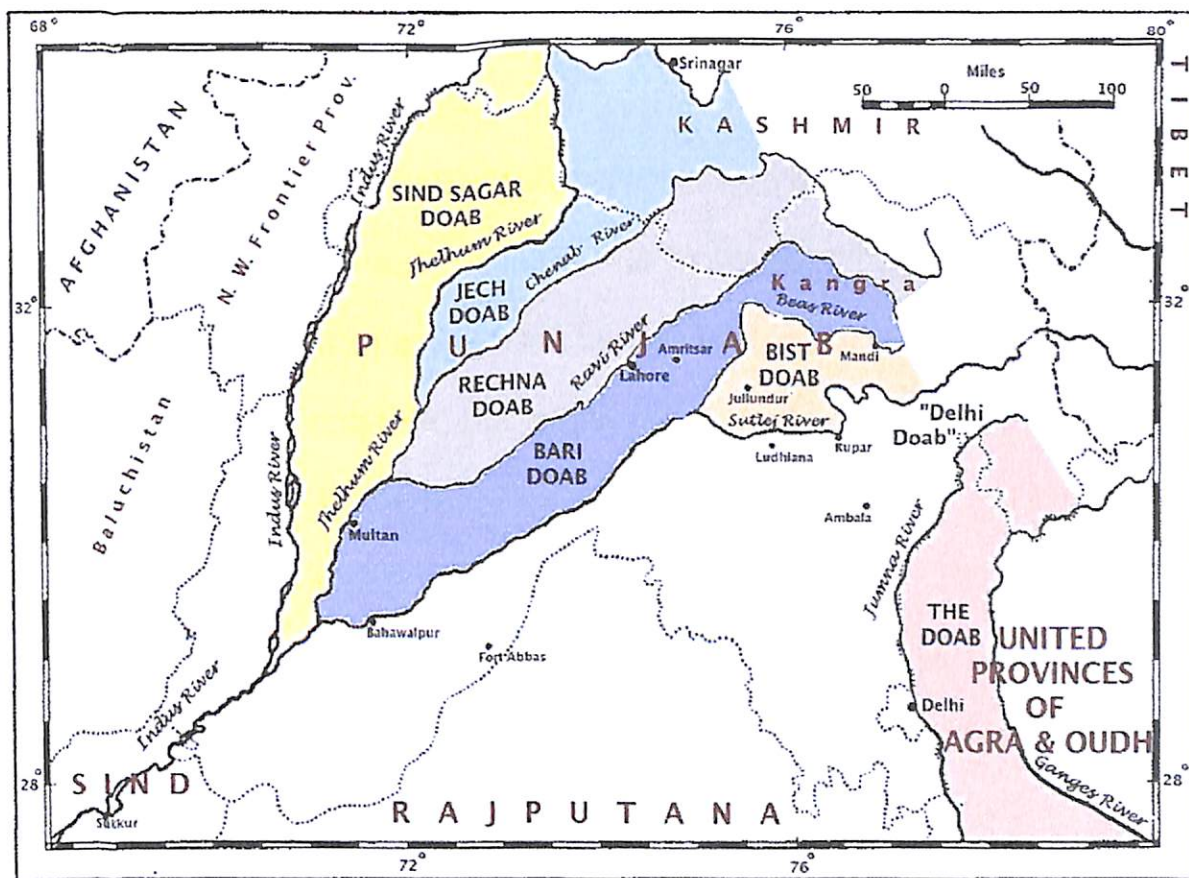 68°
72°
76°
80°
Srinagar
Miles
50
0
50
100
TIBET
KASHMIR
AFGHANISTAN
N. W. Frontier Prov.
Indus River
SIND SAGAR
DOAB
Jhelhum River
Chenab River
JECH
DOAB
Kangra
Beas River
32°
32°
PUNJAB
Ravi River
Amritsar
Lahore
BIST
DOAB
Mandi
RECHNA
DOAB
Jullundur
Sutlej River
"Delhi
Doab"
Baluchistan
Indus River
Jhelhum River
BARI
DOAB
Ludhiana
Kupar
Multan
Ambala
Jumna River
THE
DOAB
UNITED
PROVINCES
OF
AGRA & OUDH
Bahawalpur
Fort Abbas
Indus River
Delhi
28°
SIND
Sukkur
RAJPUTANA
Ganges River
28°
72°
76°